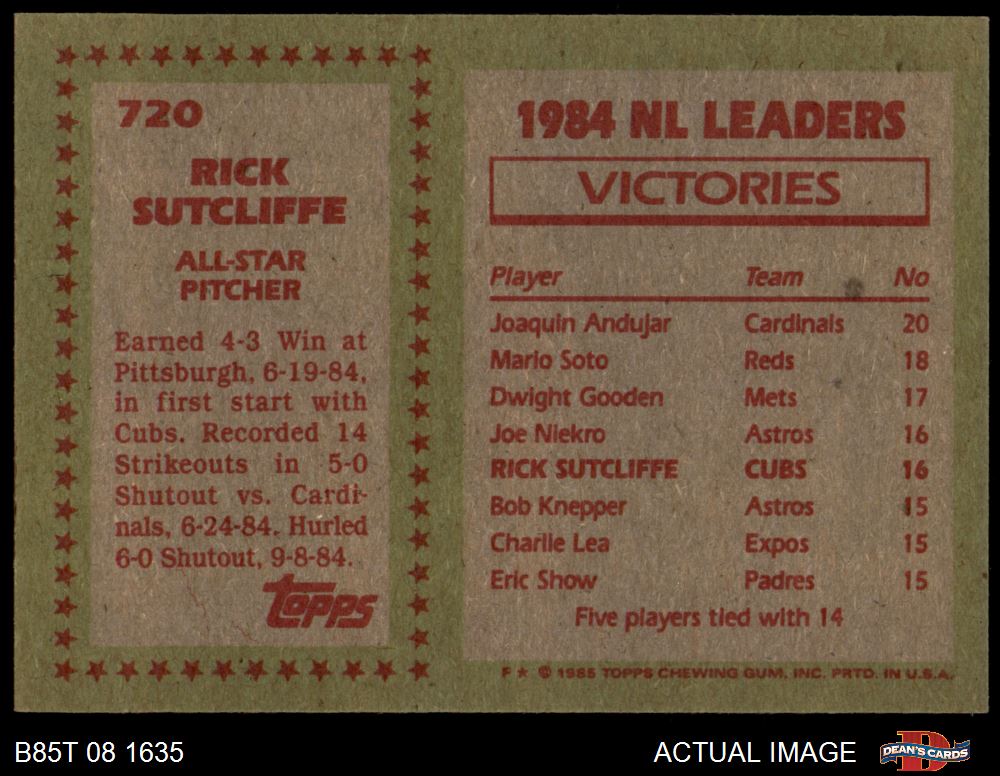 720
RICK
SUTCLIFFE
ALL-STAR
PITCHER
Earned 4-3 Win at
Pittsburgh, 6-19-84,
in first start with
Cubs. Recorded 14
Strikeouts in 5-0
Shutout vs. Cardi-
nals, 6-24-84. Hurled
6-0 Shutout, 9-8-84.
topps
1984 NL LEADERS
VICTORIES
Player Team No
Joaquin Andujar Cardinals 20
Mario Soto Reds 18
Dwight Gooden Mets 17
Joe Niekro Astros 16
RICK SUTCLIFFE CUBS 16
Bob Knepper Astros 15
Charlie Lea Expos 15
Eric Show Padres 15
Five players tied with 14
F★ © 1985 TOPPS CHEWING GUM, INC. PRTD. IN U.S.A.
B85T 08 1635
ACTUAL IMAGE
D
DEAN'S CARDS